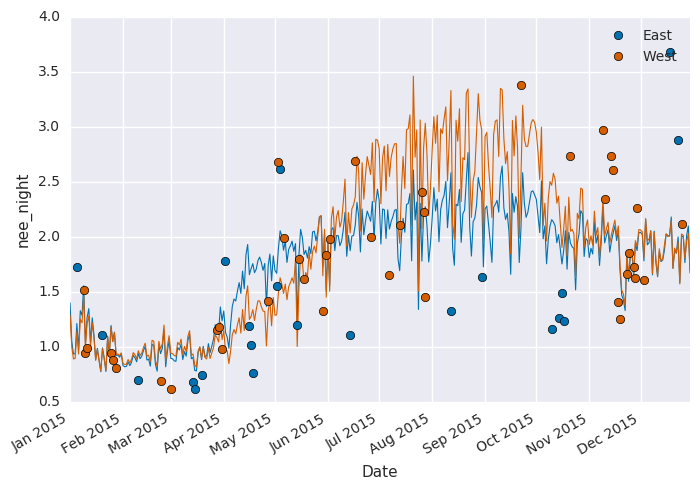 4.0
3.5
3.0
2.5
2.0
1.5
1.0
0.5
nee_night
East
West
Jan 2015
Feb 2015
Mar 2015
Apr 2015
May 2015
Jun 2015
Jul 2015
Aug 2015
Sep 2015
Oct 2015
Nov 2015
Dec 2015
Date